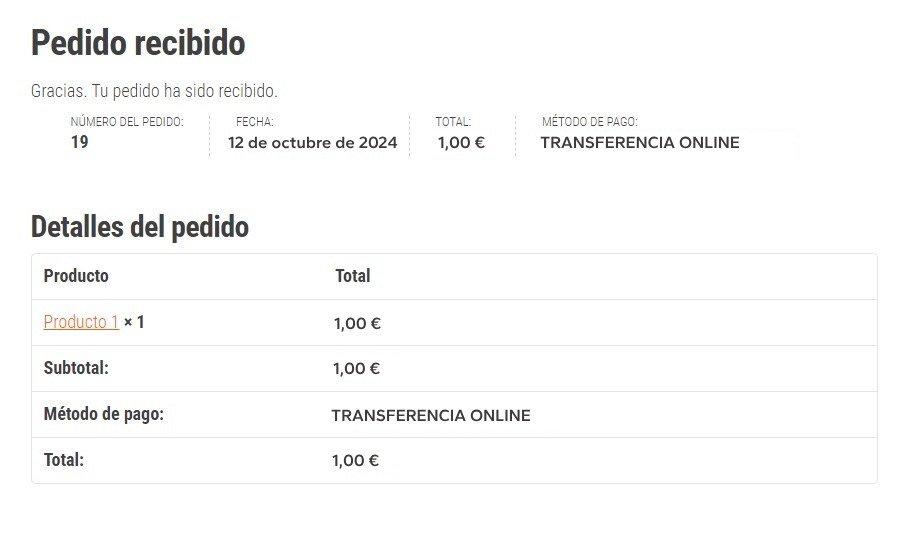 Pedido recibido
Gracias. Tu pedido ha sido recibido.
NÚMERO DEL PEDIDO: FECHA: TOTAL: MÉTODO DE PAGO:
19 12 de octubre de 2024 1,00 € TRANSFERENCIA ONLINE
Detalles del pedido
Producto Total
Producto 1 × 1 1,00 €
Subtotal: 1,00 €
Método de pago: TRANSFERENCIA ONLINE
Total: 1,00 €